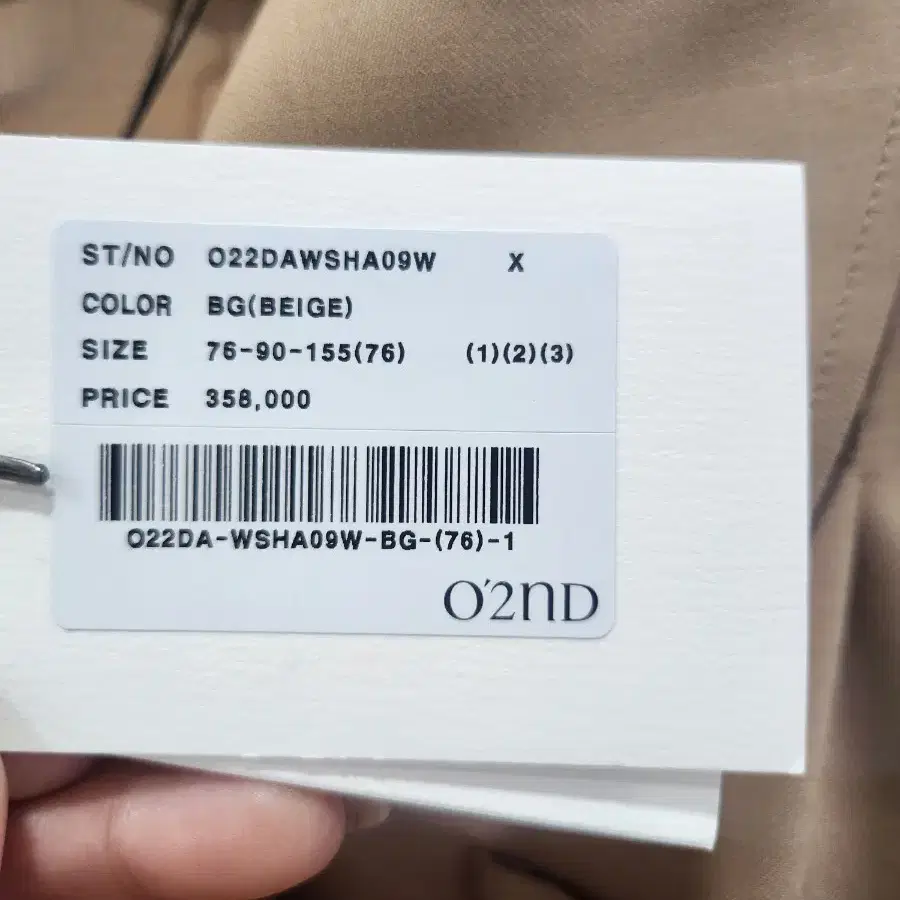 ST/NO O22DAWSHA09W X
COLOR BG(BEIGE)
SIZE 76-90-155(76) (1)(2)(3)
PRICE 358,000
O22DA-WSHA09W-BG-(76)-1
O'2ND